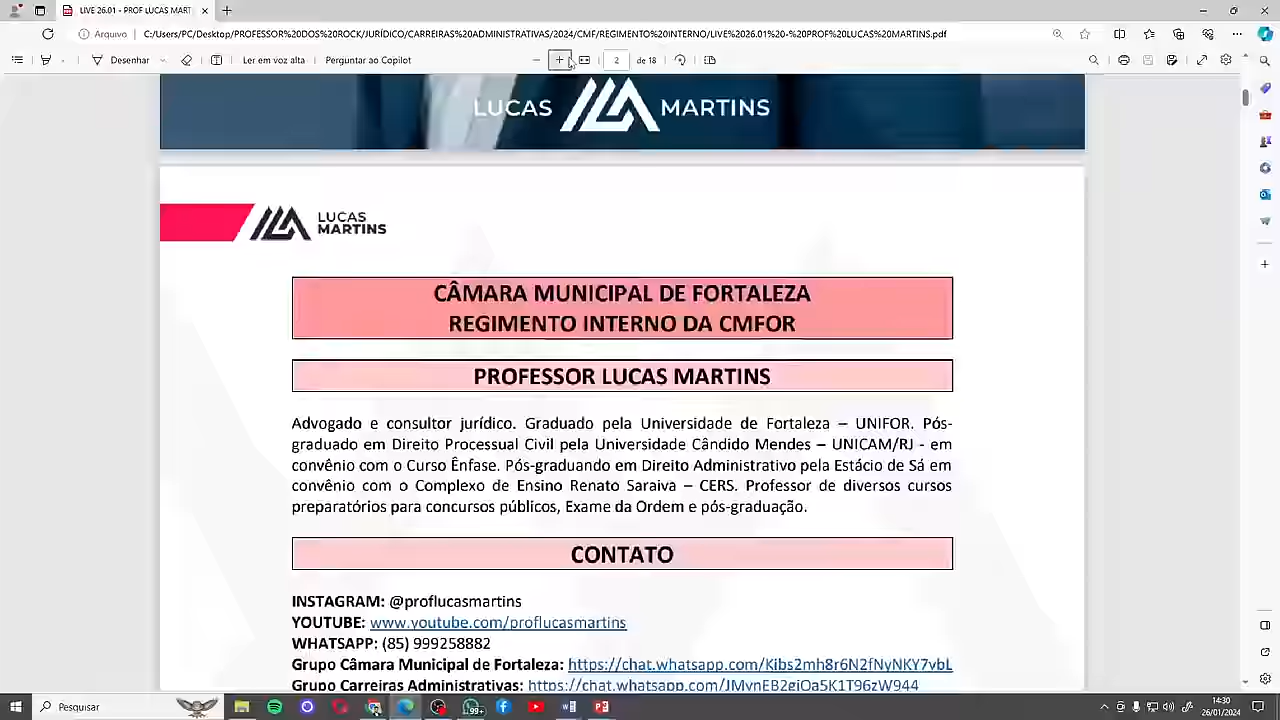 LIVE 26.01 - PROF LUCAS MART
Arquivo
C:/Users/PC/Desktop/PROFESSOR%20DOS%20ROCK/JURÍDICO/CARREIRAS%20ADMINISTRATIVAS/2024/CMF/REGIMENTO%20INTERNO/LIVE%2026.01%20-%20PROF%20LUCAS%20MARTINS.pdf
Desenhar
Ler em voz alta
Perguntar ao Copilot
2
de 18
LUCAS MARTINS
LUCAS
MARTINS
CÂMARA MUNICIPAL DE FORTALEZA
REGIMENTO INTERNO DA CMFOR
PROFESSOR LUCAS MARTINS
Advogado e consultor jurídico. Graduado pela Universidade de Fortaleza – UNIFOR. Pós-
graduado em Direito Processual Civil pela Universidade Cândido Mendes – UNICAM/RJ - em
convênio com o Curso Ênfase. Pós-graduando em Direito Administrativo pela Estácio de Sá em
convênio com o Complexo de Ensino Renato Saraiva – CERS. Professor de diversos cursos
preparatórios para concursos públicos, Exame da Ordem e pós-graduação.
CONTATO
INSTAGRAM: @proflucasmartins
YOUTUBE: www.youtube.com/proflucasmartins
WHATSAPP: (85) 999258882
Grupo Câmara Municipal de Fortaleza: https://chat.whatsapp.com/Kibs2mh8r6N2fNvNKY7vbL
Grupo Carreiras Administrativas: https://chat.whatsapp.com/JMvnEB2giOa5K1T96zW944
Pesquisar
99+
14:30
26/01/2024